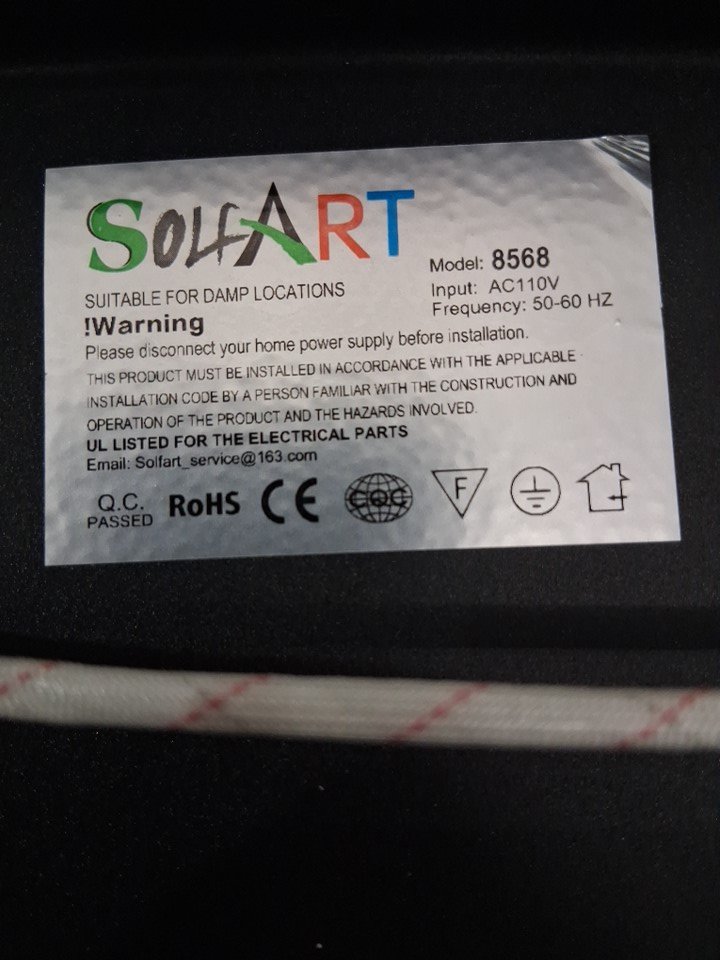 SOLFART
Model: 8568
Input: AC110V
Frequency: 50-60 HZ
SUITABLE FOR DAMP LOCATIONS
!Warning
Please disconnect your home power supply before installation.
THIS PRODUCT MUST BE INSTALLED IN ACCORDANCE WITH THE APPLICABLE
INSTALLATION CODE BY A PERSON FAMILIAR WITH THE CONSTRUCTION AND
OPERATION OF THE PRODUCT AND THE HAZARDS INVOLVED.
UL LISTED FOR THE ELECTRICAL PARTS
Email: Solfart_service@163.com
Q.C.
PASSED
RoHS
CE
CQC
F